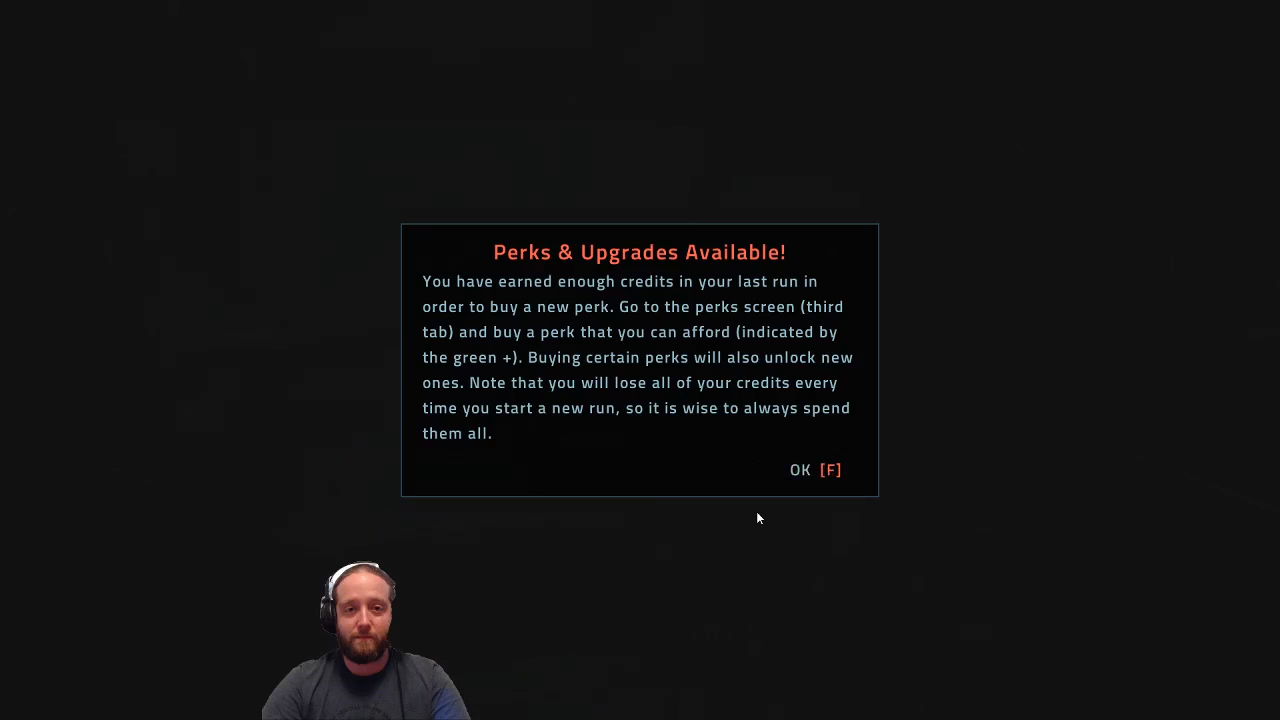 Perks & Upgrades Available!
You have earned enough credits in your last run in
order to buy a new perk. Go to the perks screen (third
tab) and buy a perk that you can afford (indicated by
the green +). Buying certain perks will also unlock new
ones. Note that you will lose all of your credits every
time you start a new run, so it is wise to always spend
them all.
OK [F]